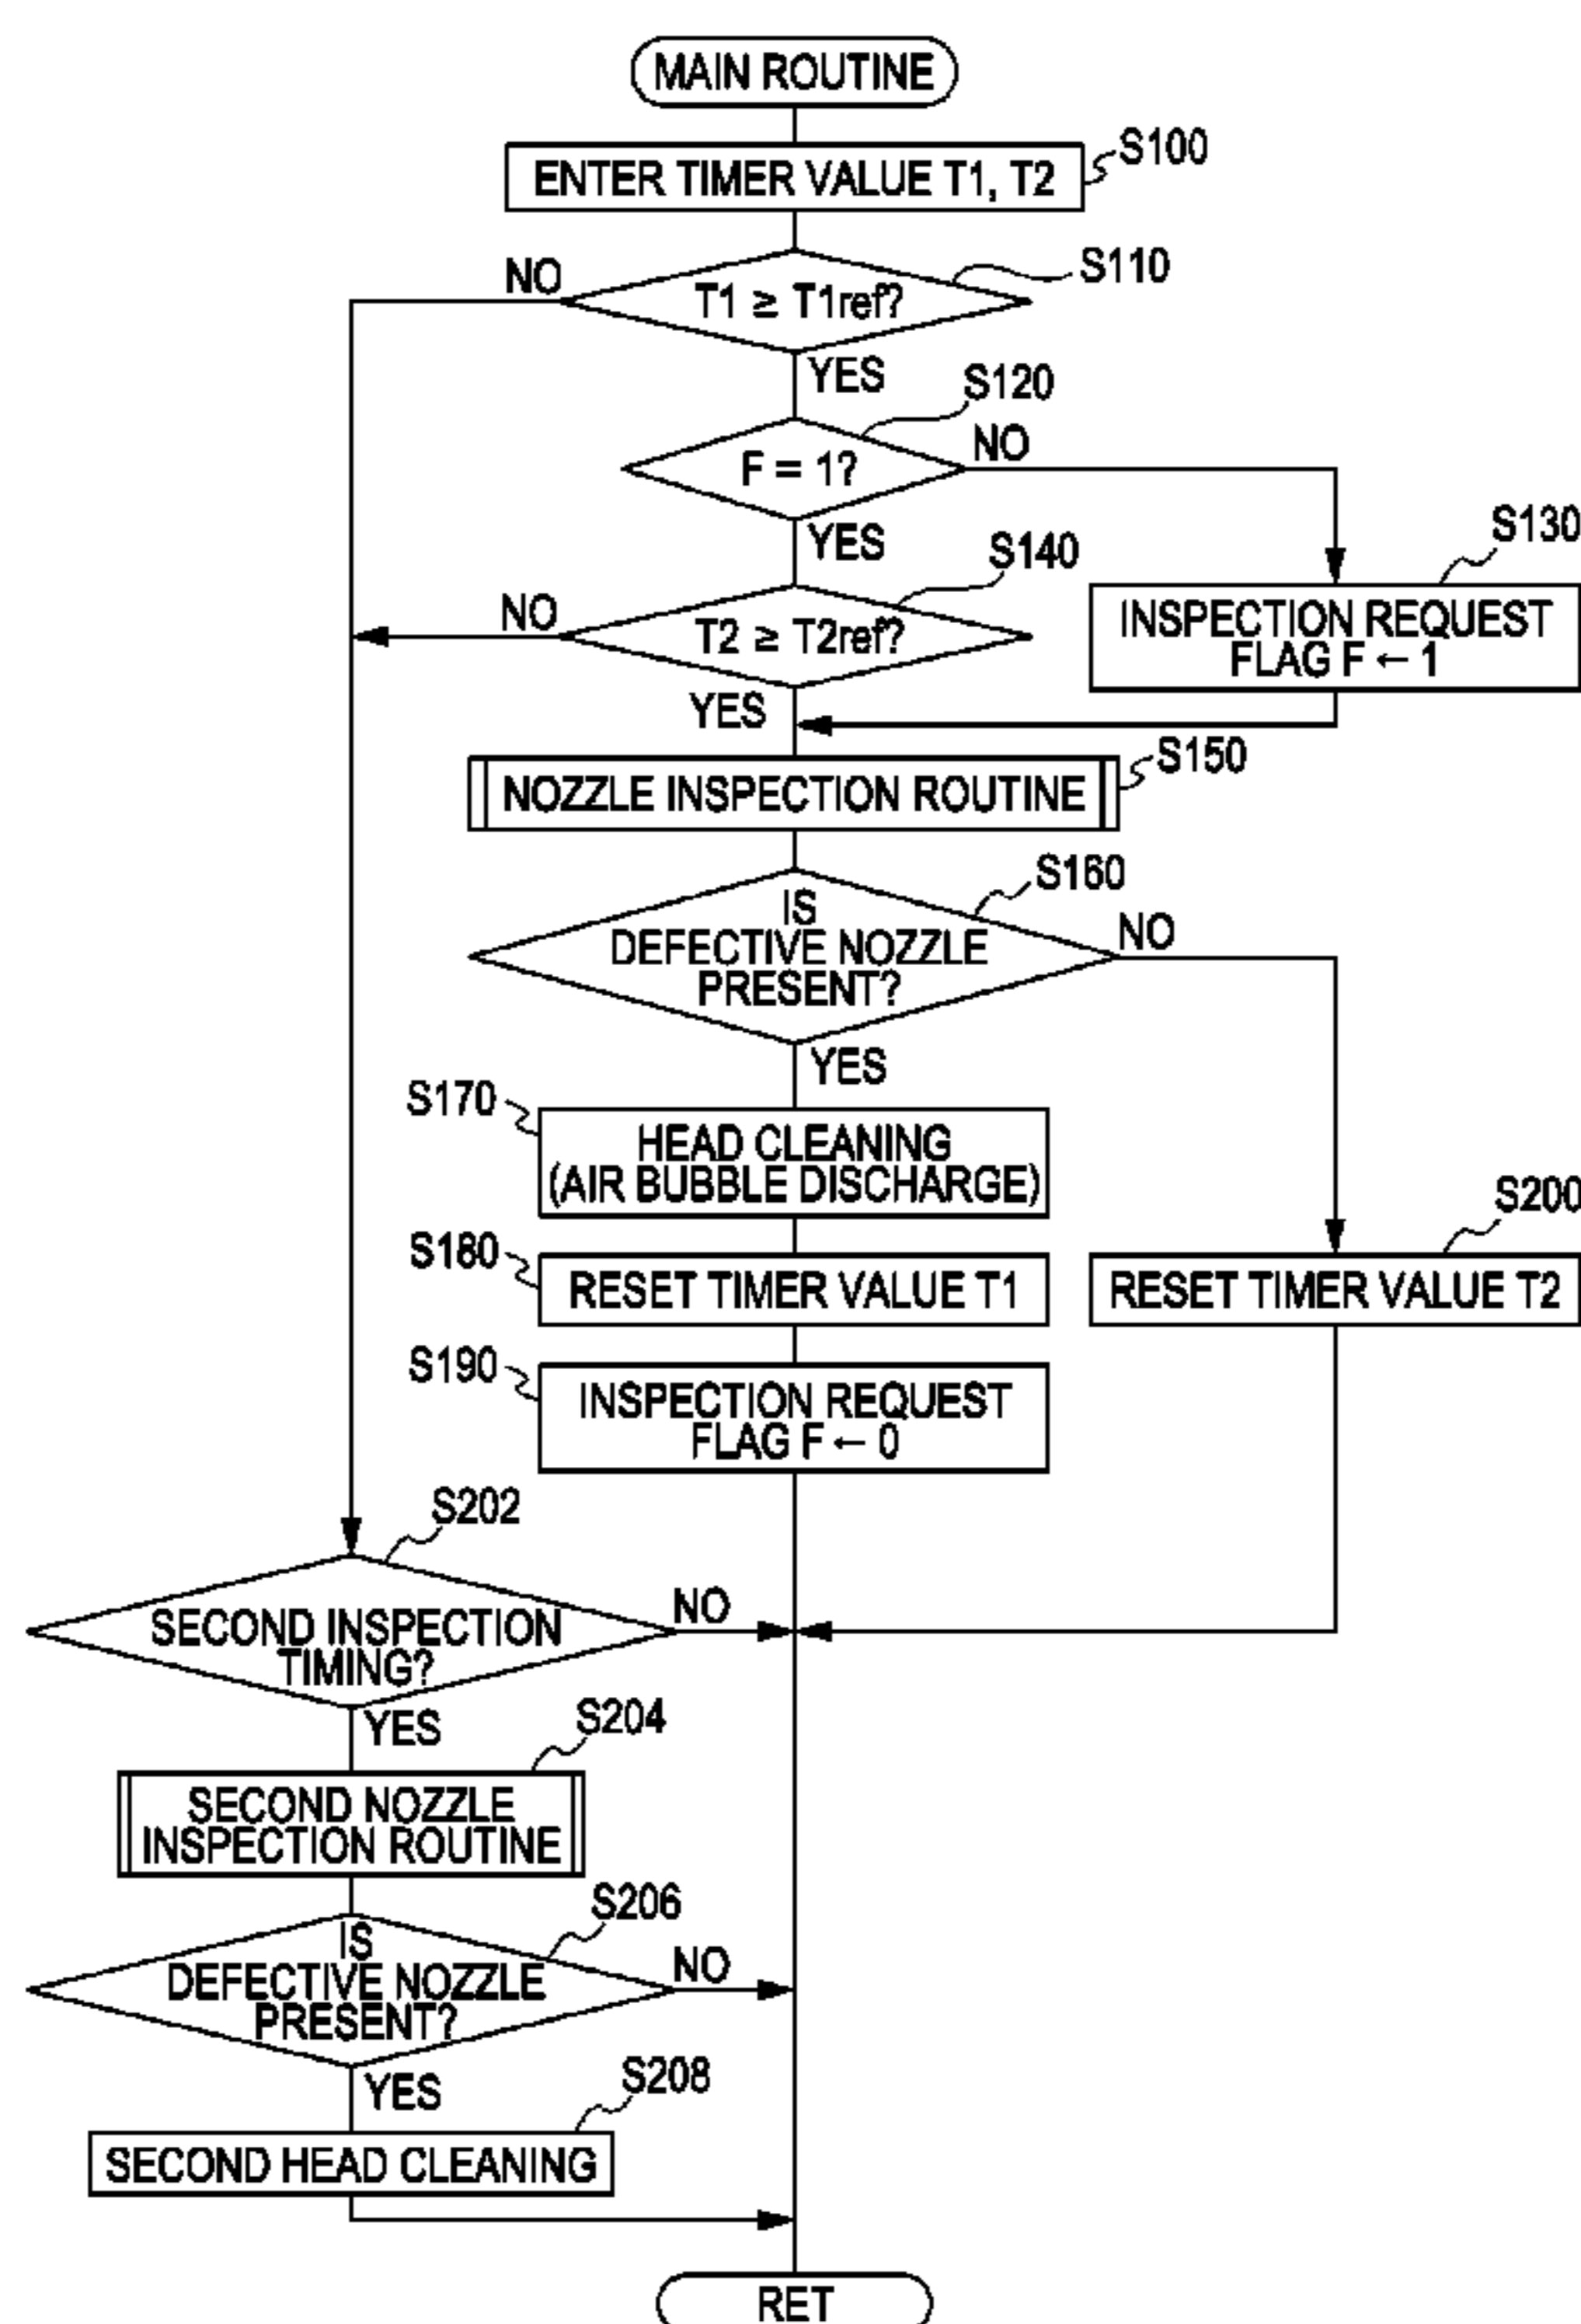 MAIN ROUTINE
ENTER TIMER VALUE T1, T2
S100
T1 ≥ T1ref?
S110
NO
YES
F = 1?
S120
NO
YES
INSPECTION REQUEST
FLAG F ← 1
S130
T2 ≥ T2ref?
S140
NO
YES
NOZZLE INSPECTION ROUTINE
S150
IS
DEFECTIVE NOZZLE
PRESENT?
S160
NO
YES
S170
HEAD CLEANING
(AIR BUBBLE DISCHARGE)
S180
RESET TIMER VALUE T1
S200
RESET TIMER VALUE T2
S190
INSPECTION REQUEST
FLAG F ← 0
S202
SECOND INSPECTION
TIMING?
NO
YES
S204
SECOND NOZZLE
INSPECTION ROUTINE
S206
IS
DEFECTIVE NOZZLE
PRESENT?
NO
YES
S208
SECOND HEAD CLEANING
RET